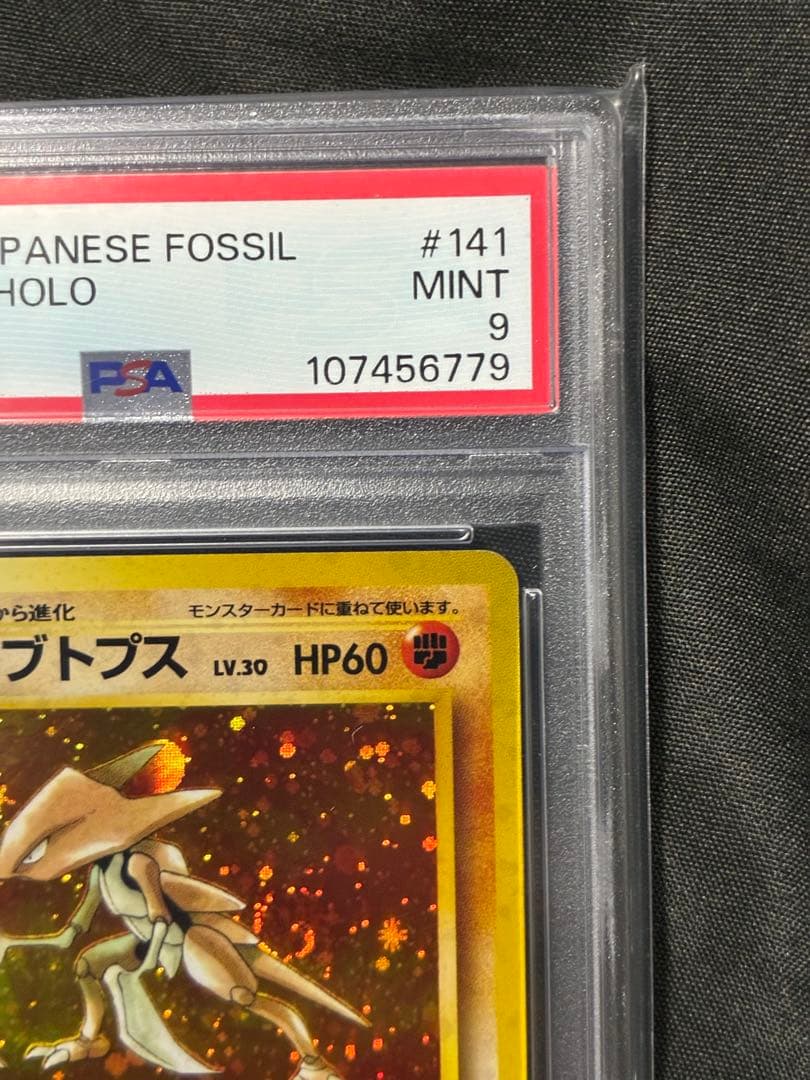 PANESE FOSSIL #141
HOLO MINT
9
PSA 107456779
から進化 モンスターカードに重ねて使います。
ブトプス LV.30 HP60